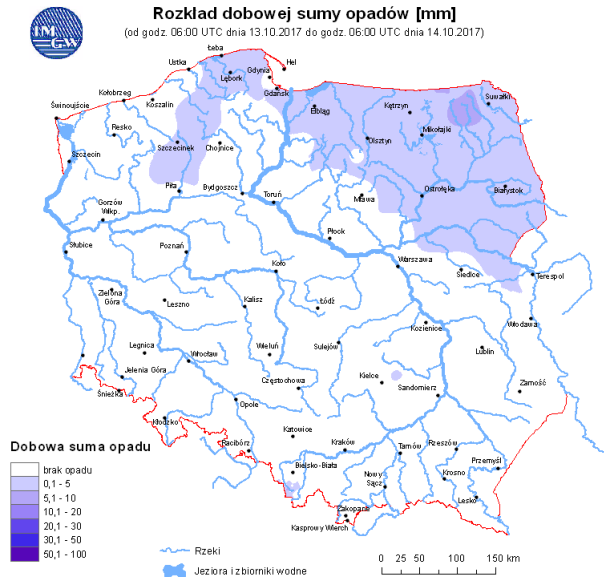 IM
GW
Rozkład dobowej sumy opadów [mm]
(od godz. 06:00 UTC dnia 13.10.2017 do godz. 06:00 UTC dnia 14.10.2017)
Łeba
Ustka
Hel
Gdynia
Lębork
Gdańsk
Suwałki
Kołobrzeg
Koszalin
Świnoujście
Elbląg
Kętrzyn
Resko
Mikołajki
Olsztyn
Szczecinek
Chojnice
Szczecin
Piła
Bydgoszcz
Toruń
Mława
Ostrołęka
Białystok
Gorzów
Wlkp.
Płock
Słubice
Poznań
Koło
Warszawa
Siedlce
Terespol
Zielona
Góra
Leszno
Kalisz
Łódź
Kozienice
Włodawa
Legnica
Wrocław
Wieluń
Sulejów
Lublin
Jelenia Góra
Kielce
Częstochowa
Sandomierz
Zamość
Śnieżka
Opole
Kłodzko
Katowice
Racibórz
Kraków
Tarnów
Rzeszów
Przemyśl
Bielsko-Biała
Nowy
Sącz
Krosno
Lesko
Zakopane
Kasprowy Wierch
Dobowa suma opadu
brak opadu
0,1 - 5
5,1 - 10
10,1 - 20
20,1 - 30
30,1 - 50
50,1 - 100
Rzeki
Jeziora i zbiorniki wodne
0 25 50 100 150 km